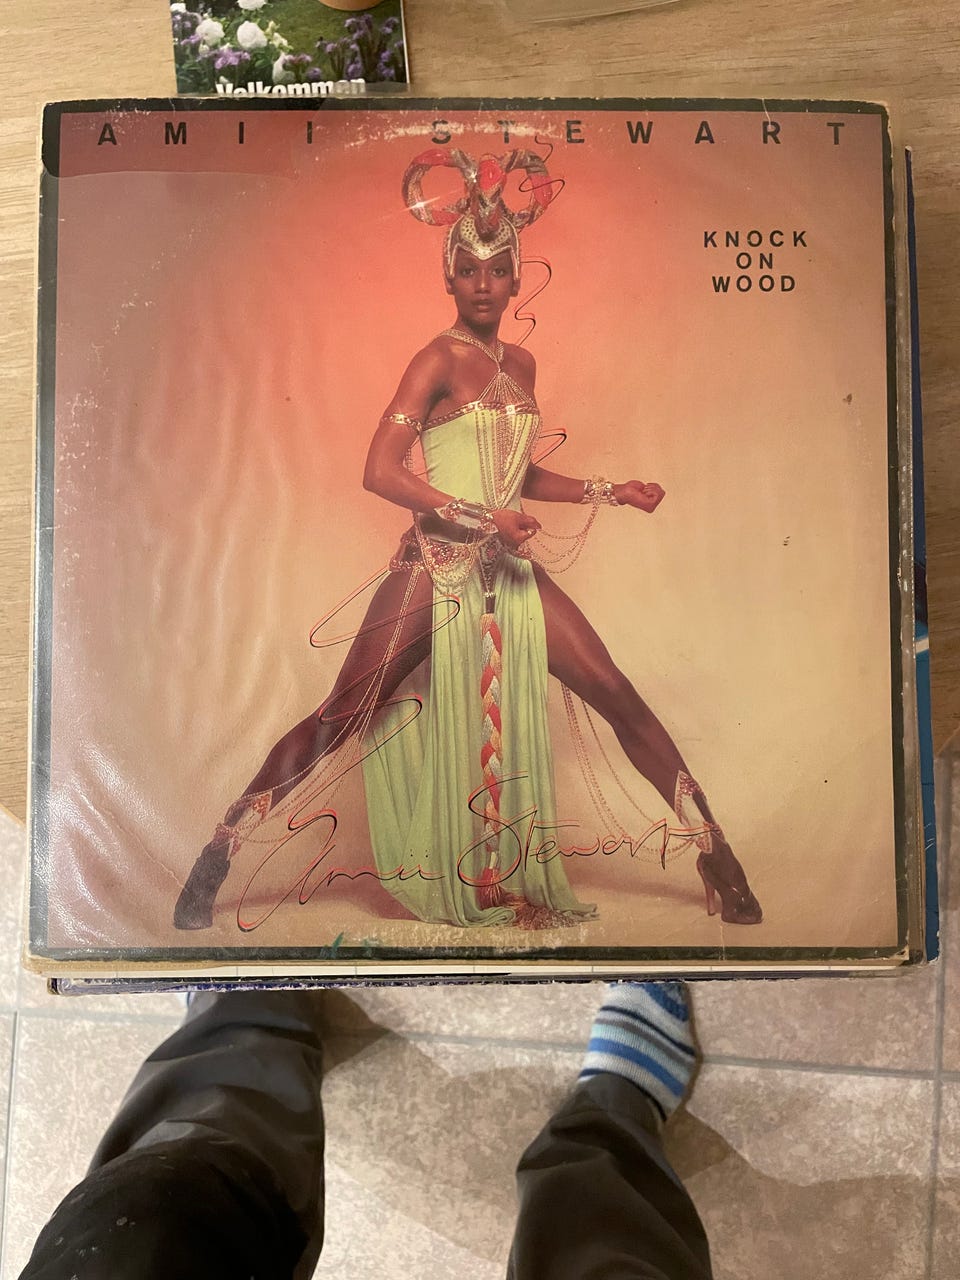 Velkommen
AMII STEWART
KNOCK
ON
WOOD
Amii Stewart